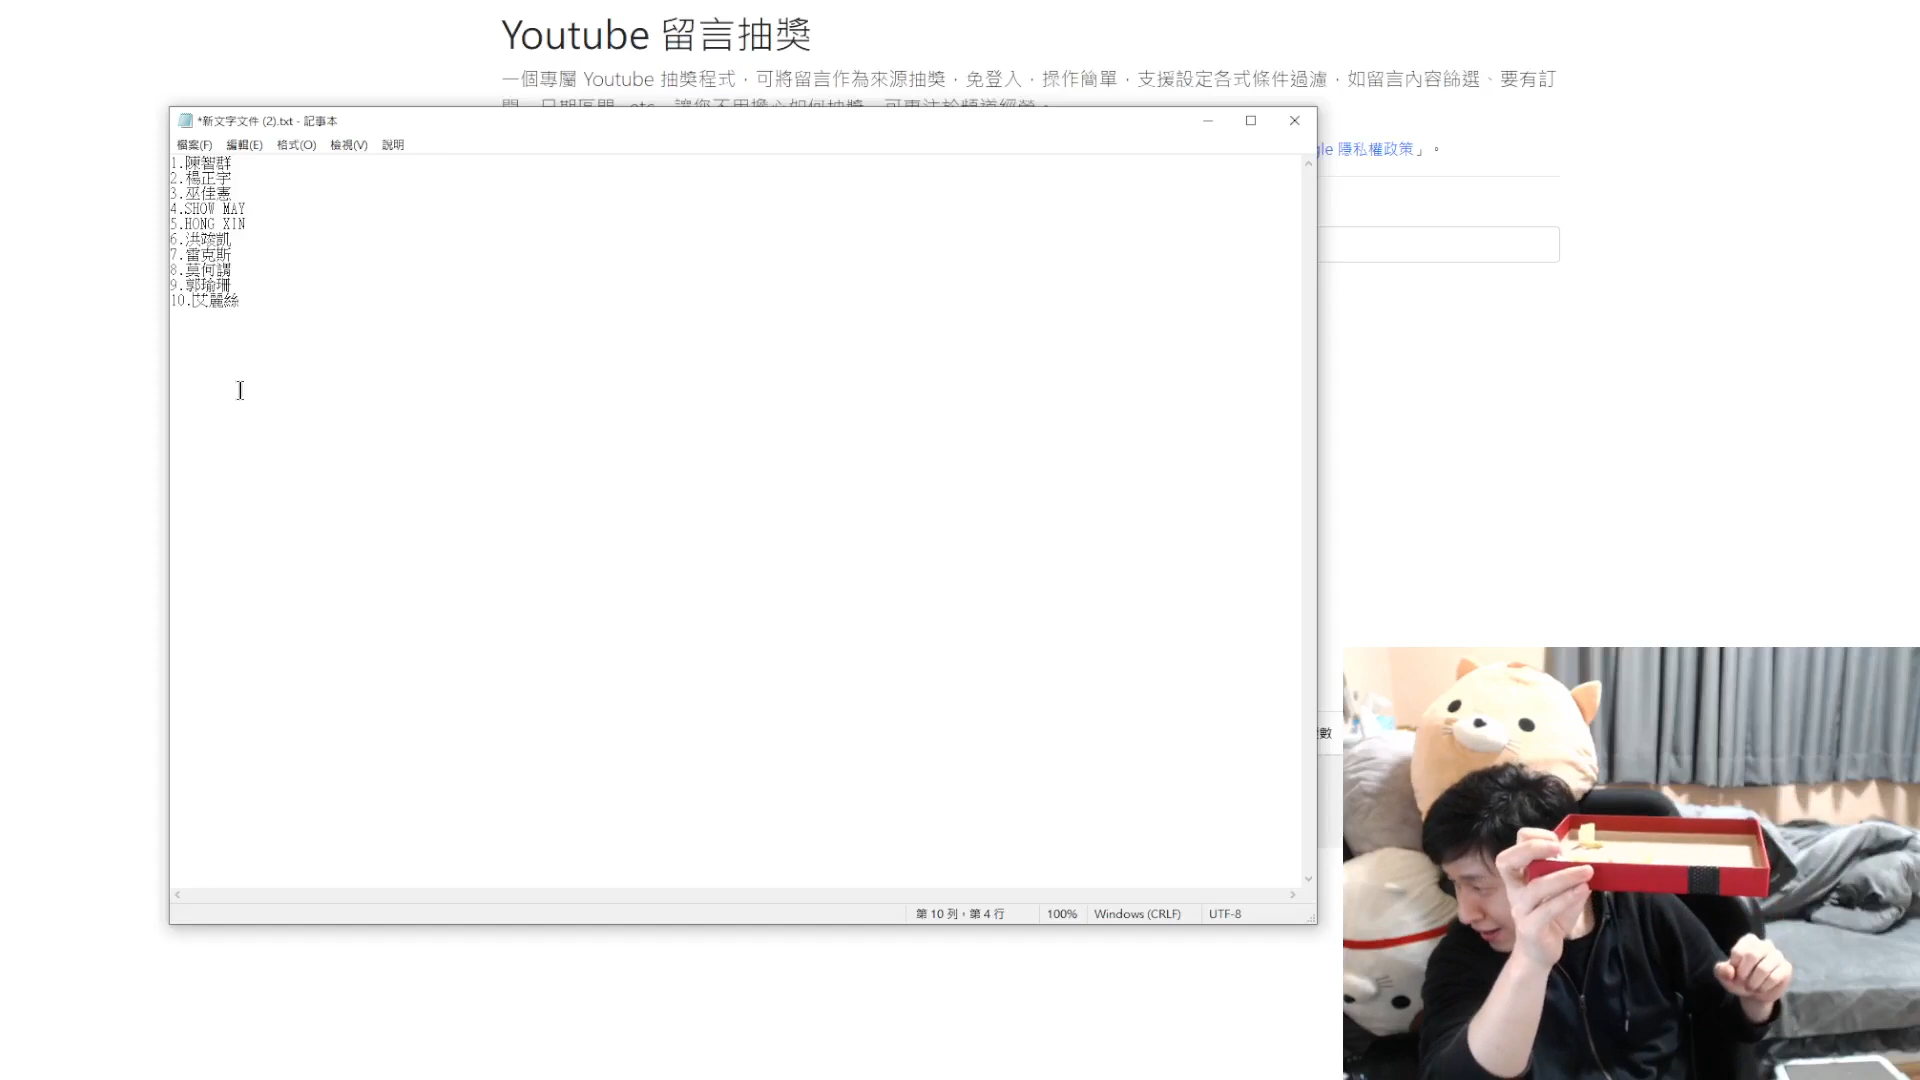 Youtube 留言抽獎
一個專屬 Youtube 抽獎程式，可將留言作為來源抽獎，免登入，操作簡單，支援設定各式條件過濾，如留言內容篩選、要有訂
gle 隱私權政策」。
*新文字文件 (2).txt - 記事本
檔案(F) 編輯(E) 格式(O) 檢視(V) 說明
1.陳智群
2.楊正宇
3.巫佳憲
4.SHOW MAY
5.HONG XIN
6.洪竣凱
7.雷克斯
8.莫何謂
9.郭瑜珊
10.艾麗絲
數
第 10 列，第 4 行 100% Windows (CRLF) UTF-8